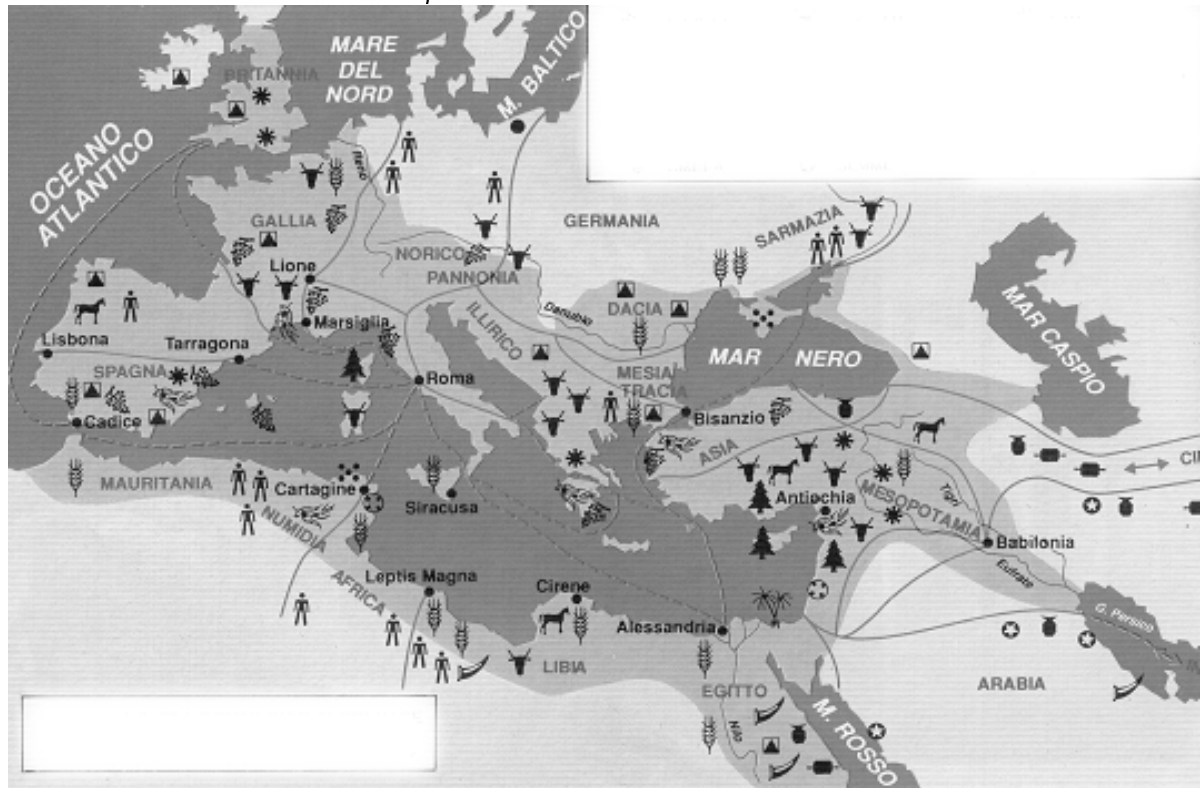 BRITANNIA
MARE
DEL
NORD
M. BALTICO
OCEANO
ATLANTICO
Reno
GALLIA
GERMANIA
SARMAZIA
NORICO
PANNONIA
Lione
Danubio
DACIA
ILLIRICO
MAR CASPIO
Marsiglia
Lisbona
Tarragona
MAR NERO
SPAGNA
Roma
MESIA
TRACIA
Bisanzio
Cadice
ASIA
MAURITANIA
Cartagine
Siracusa
Antiochia
Tigri
MESOPOTAMIA
NUMIDIA
Babilonia
Eufrate
AFRICA
Leptis Magna
Cirene
Alessandria
G. Persico
LIBIA
EGITTO
ARABIA
Nilo
M. ROSSO